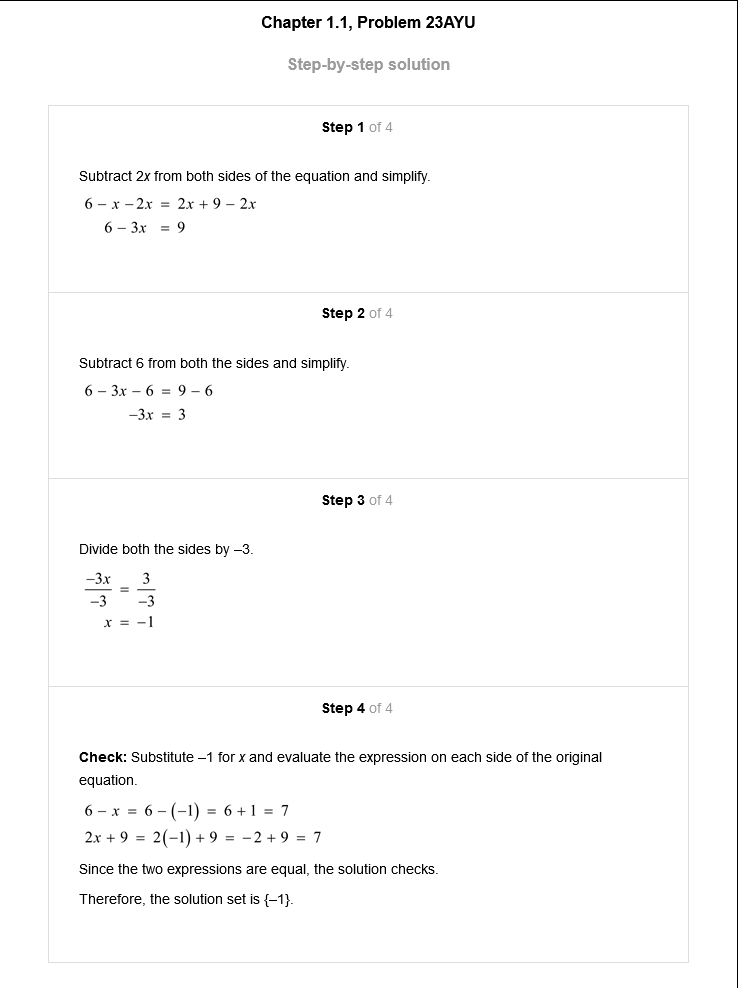 Chapter 1.1, Problem 23AYU
Step-by-step solution
Step 1 of 4
Subtract 2x from both sides of the equation and simplify.
6 − x − 2x = 2x + 9 − 2x
6 − 3x = 9
Step 2 of 4
Subtract 6 from both the sides and simplify.
6 − 3x − 6 = 9 − 6
−3x = 3
Step 3 of 4
Divide both the sides by –3.
−3x/−3 = 3/−3
x = −1
Step 4 of 4
Check: Substitute –1 for x and evaluate the expression on each side of the original
equation.
6 − x = 6 − (−1) = 6 + 1 = 7
2x + 9 = 2(−1) + 9 = −2 + 9 = 7
Since the two expressions are equal, the solution checks.
Therefore, the solution set is {–1}.